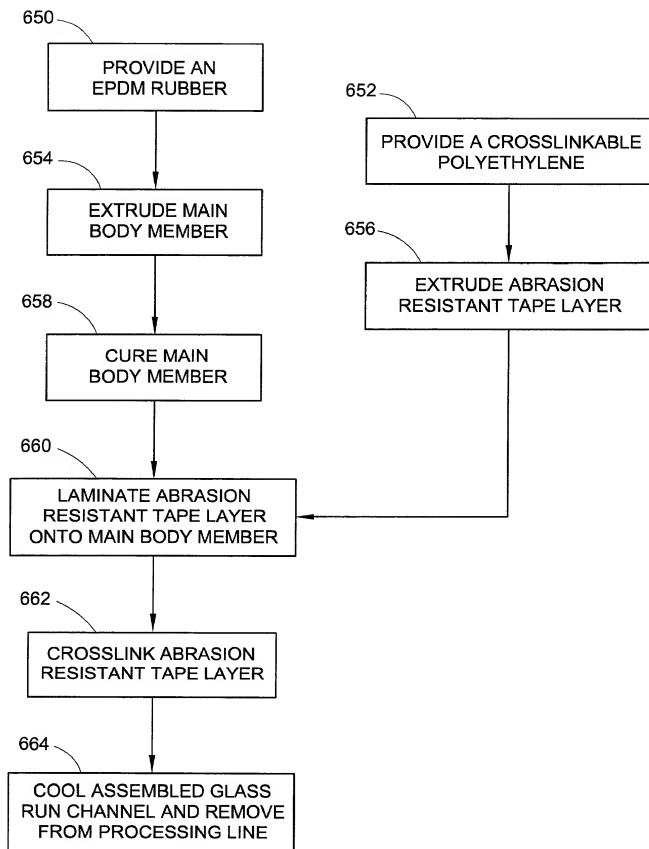 650
PROVIDE AN
EPDM RUBBER
652
PROVIDE A CROSSLINKABLE
POLYETHYLENE
654
EXTRUDE MAIN
BODY MEMBER
656
EXTRUDE ABRASION
RESISTANT TAPE LAYER
658
CURE MAIN
BODY MEMBER
660
LAMINATE ABRASION
RESISTANT TAPE LAYER
ONTO MAIN BODY MEMBER
662
CROSSLINK ABRASION
RESISTANT TAPE LAYER
664
COOL ASSEMBLED GLASS
RUN CHANNEL AND REMOVE
FROM PROCESSING LINE